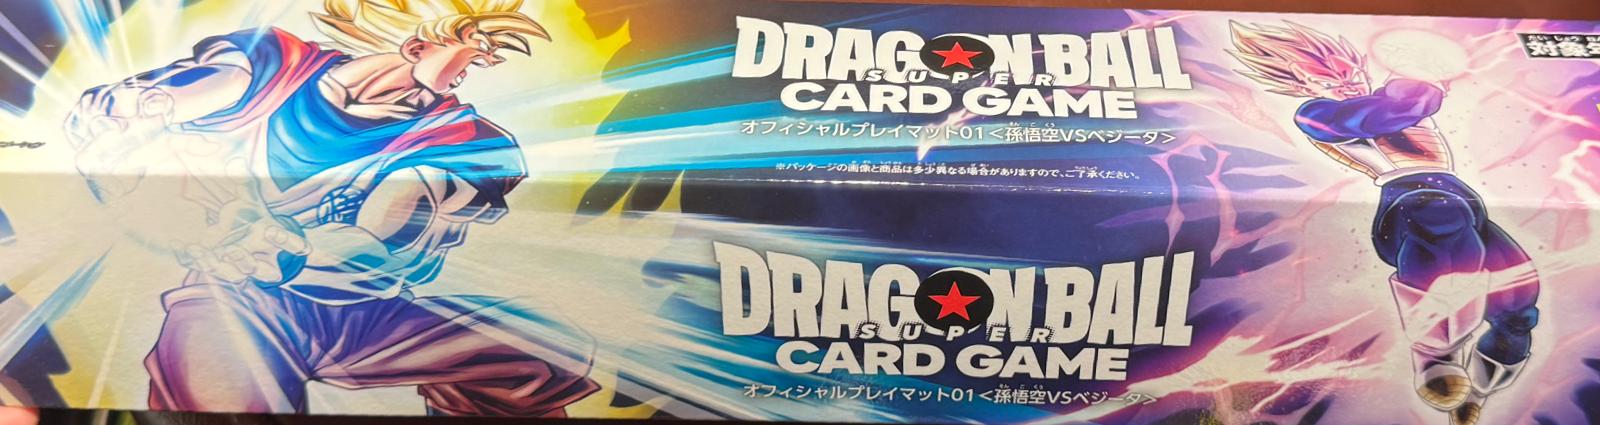 DRAGON BALL
SUPER
CARD GAME
オフィシャルプレイマット01<孫悟空VSベジータ>
※パッケージの画像と商品は多少異なる場合がありますので、ご了承ください。
DRAGON BALL
SUPER
CARD GAME
オフィシャルプレイマット01<孫悟空VSベジータ>
対象